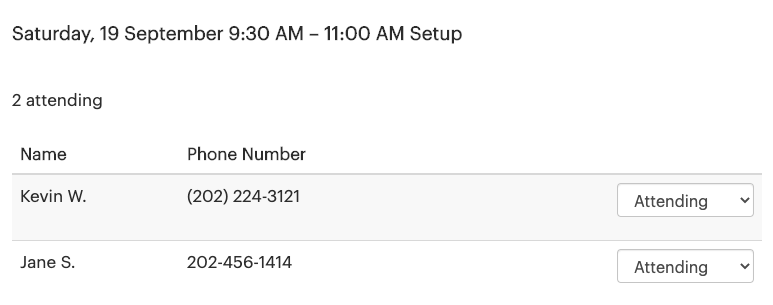 Saturday, 19 September 9:30 AM – 11:00 AM Setup
2 attending
Name Phone Number
Kevin W. (202) 224-3121 Attending
Jane S. 202-456-1414 Attending